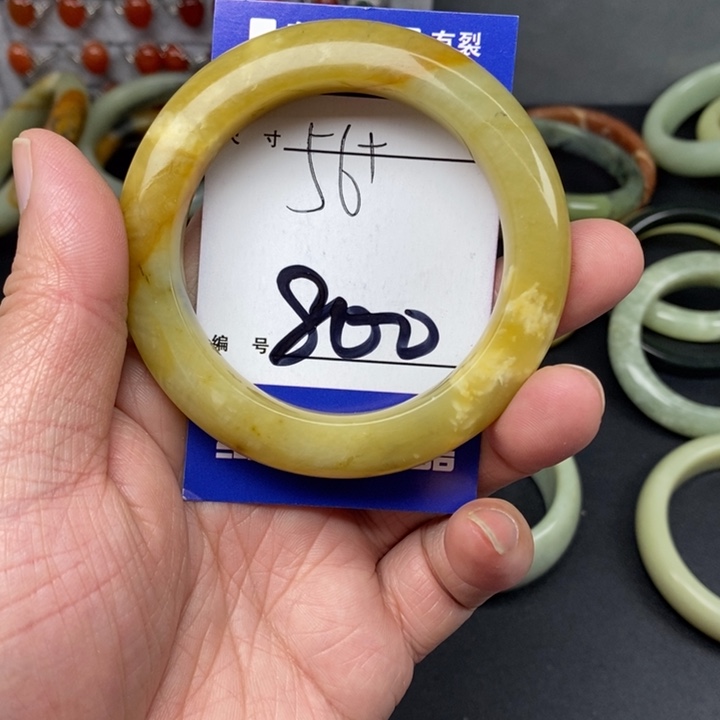 有裂
寸 56+
编 号 800